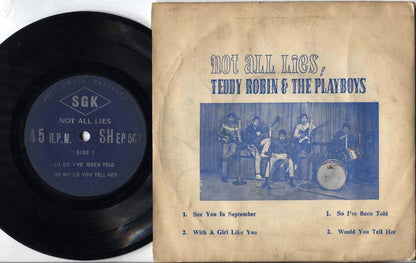 SGK
NOT ALL LIES
45 R.P.M. SH EP 567
SIDE 1
(1) SO I'VE BEEN TOLD
(2) WOULD YOU TELL HER
not all Lies,
TEDDY ROBIN & THE PLAYBOYS
1. See You In September
2. With A Girl Like You
1. So I've Been Told
2. Would You Tell Her